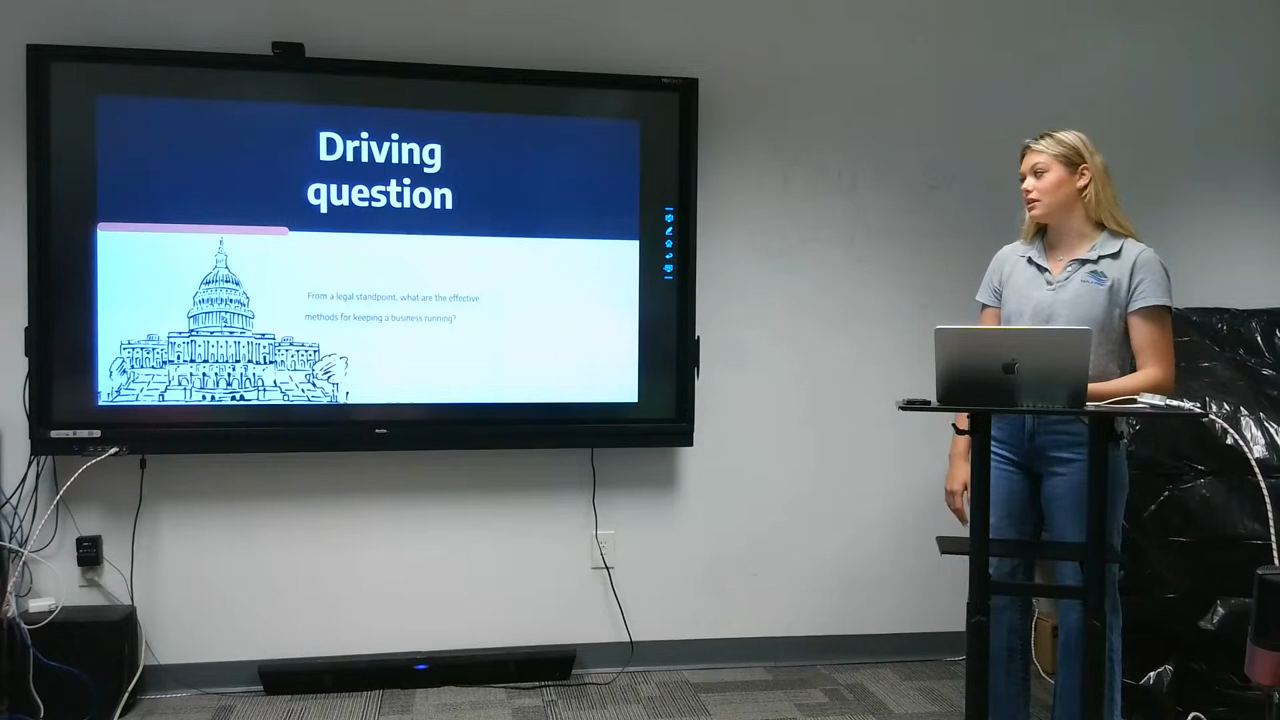 Driving
question
From a legal standpoint, what are the effective
methods for keeping a business running?